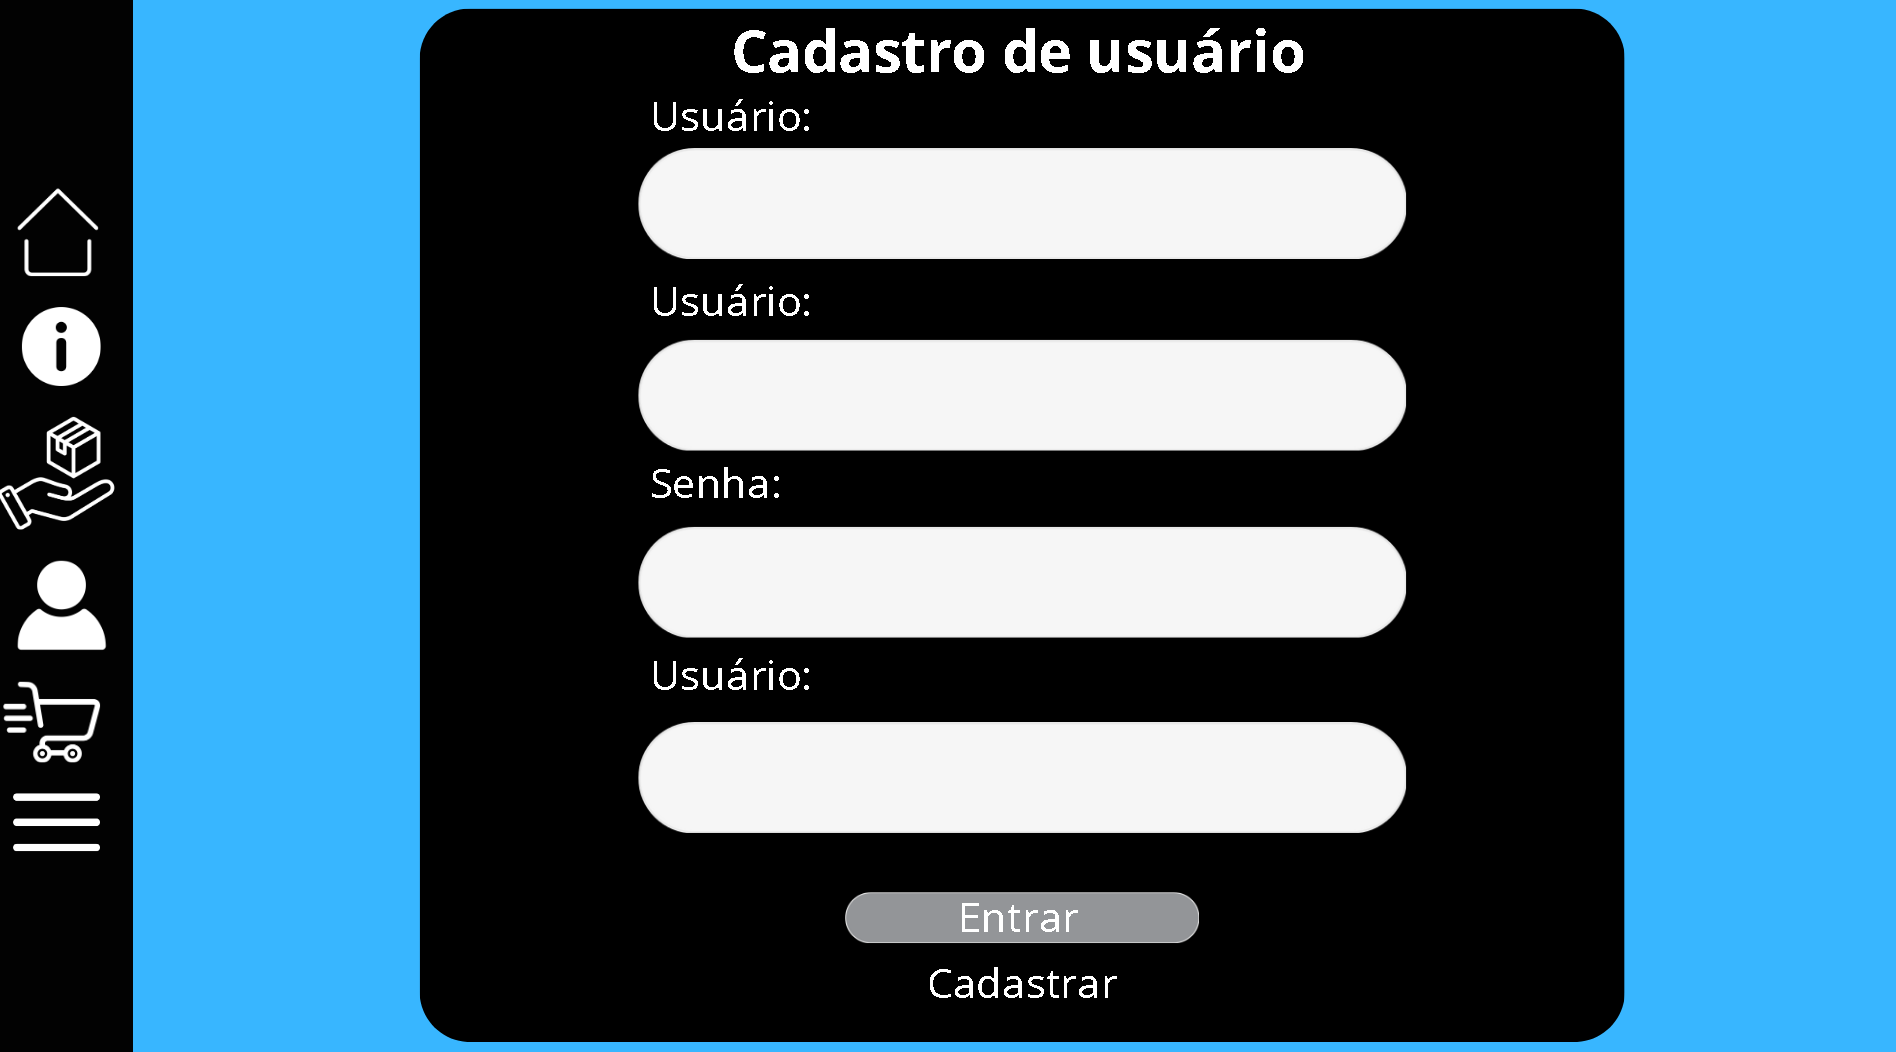 Cadastro de usuário
Usuário:
Usuário:
Senha:
Usuário:
Entrar
Cadastrar